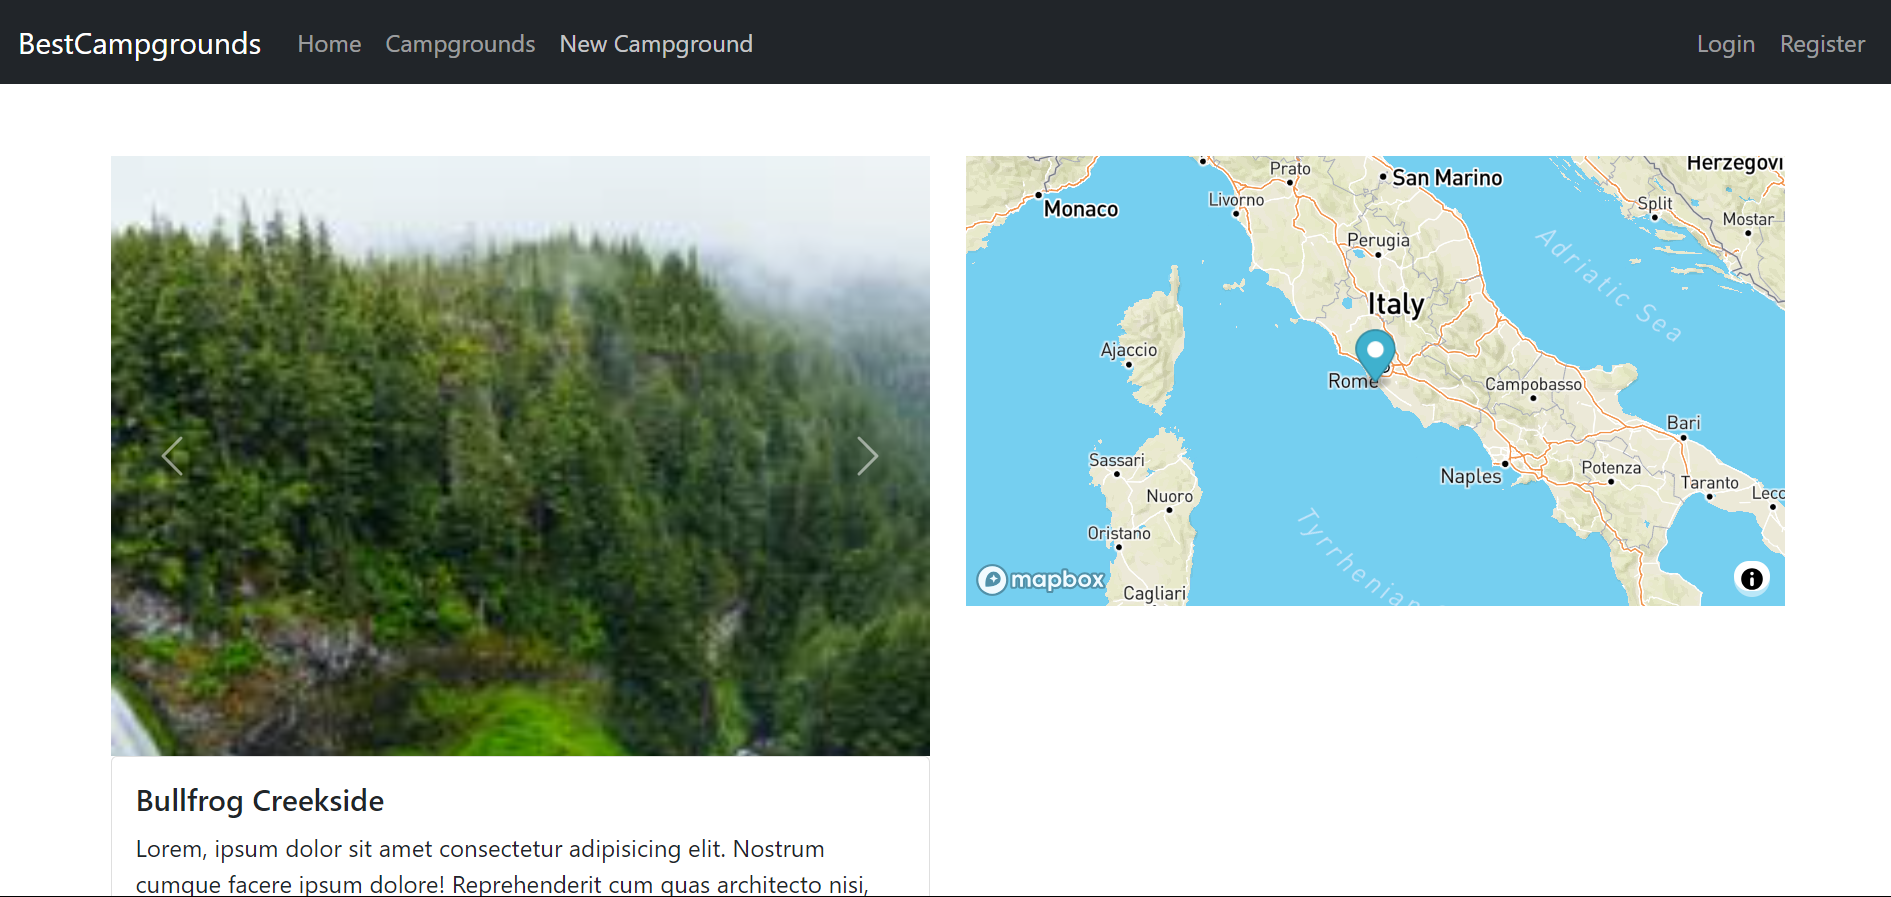 BestCampgrounds Home Campgrounds New Campground Login Register
Herzegovi
Prato
San Marino
Monaco
Livorno
Split
Mostar
Perugia
Adriatic Sea
Italy
Ajaccio
Rome
Campobasso
Bari
Sassari
Naples
Potenza
Nuoro
Taranto
Lecc
Oristano
Tyrrhenian
mapbox
Cagliari
Bullfrog Creekside
Lorem, ipsum dolor sit amet consectetur adipisicing elit. Nostrum
cumque facere ipsum dolore! Reprehenderit cum quas architecto nisi,